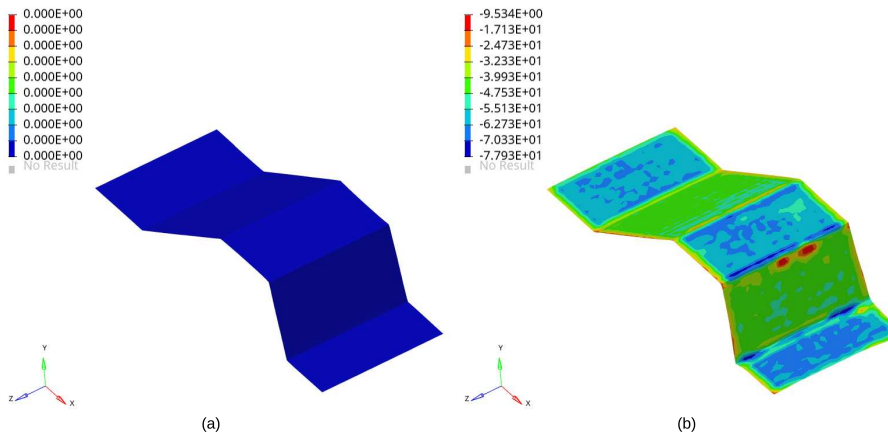 0.000E+00
0.000E+00
0.000E+00
0.000E+00
0.000E+00
0.000E+00
0.000E+00
0.000E+00
0.000E+00
0.000E+00
No Result
-9.534E+00
-1.713E+01
-2.473E+01
-3.233E+01
-3.993E+01
-4.753E+01
-5.513E+01
-6.273E+01
-7.033E+01
-7.793E+01
No Result
Y
Z
X
Y
Z
X
(a)
(b)